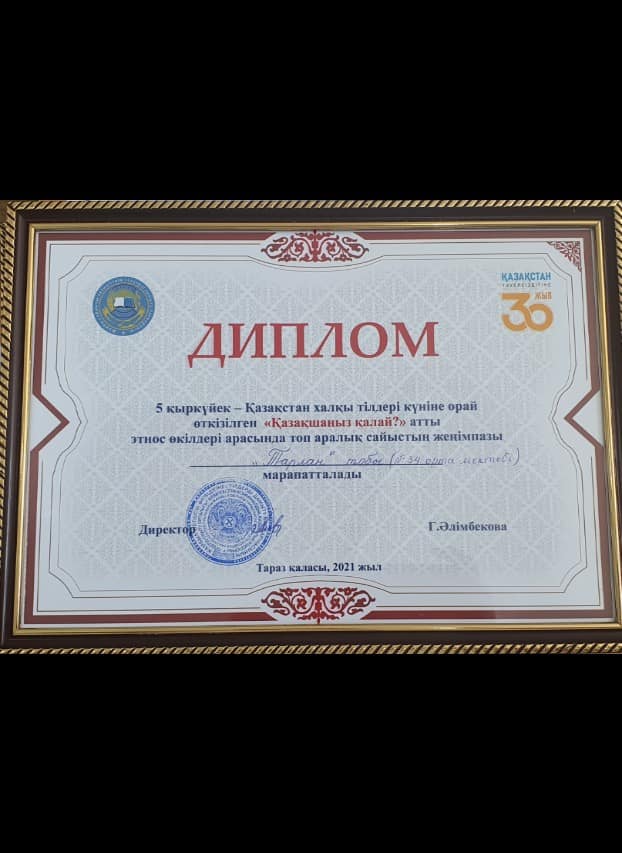 ҚАЗАҚСТАН
ТӘУЕЛСІЗДІГІНЕ
30 ЖЫЛ
ДИПЛОМ
5 қыркүйек – Қазақстан халқы тілдері күніне орай
өткізілген «Қазақшаңыз қалай?» атты
этнос өкілдері арасында топ аралық сайыстың жеңімпазы
„Тарлан“ тобы (№34 орта мектебі)
марапатталады
Директор
Г.Әлімбекова
Тараз қаласы, 2021 жыл